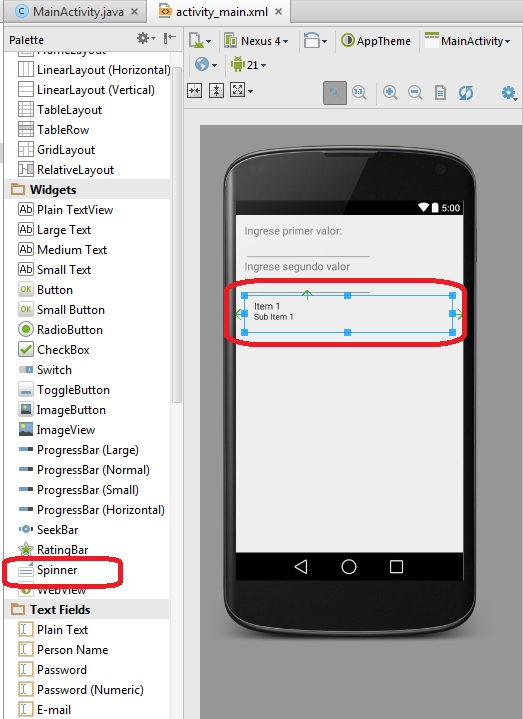 MainActivity.java
activity_main.xml
Palette
Nexus 4
AppTheme
MainActivity
21
FrameLayout
LinearLayout (Horizontal)
LinearLayout (Vertical)
TableLayout
TableRow
GridLayout
RelativeLayout
Widgets
Ab Plain TextView
Ab Large Text
Ab Medium Text
Ab Small Text
OK Button
OK Small Button
RadioButton
CheckBox
Switch
ToggleButton
ImageButton
ImageView
ProgressBar (Large)
ProgressBar (Normal)
ProgressBar (Small)
ProgressBar (Horizontal)
SeekBar
RatingBar
Spinner
WebView
Text Fields
Plain Text
Person Name
Password
Password (Numeric)
E-mail
5:00
Ingrese primer valor:
Ingrese segundo valor
Item 1
Sub Item 1